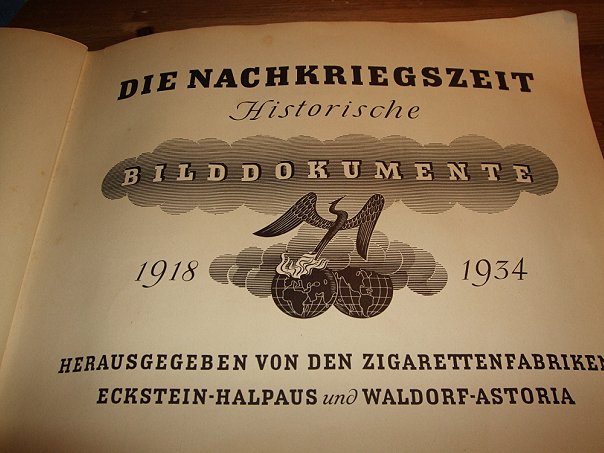 DIE NACHKRIEGSZEIT
Historische
BILDDOKUMENTE
1918 1934
HERAUSGEGEBEN VON DEN ZIGARETTENFABRIKEN
ECKSTEIN-HALPAUS und WALDORF-ASTORIA